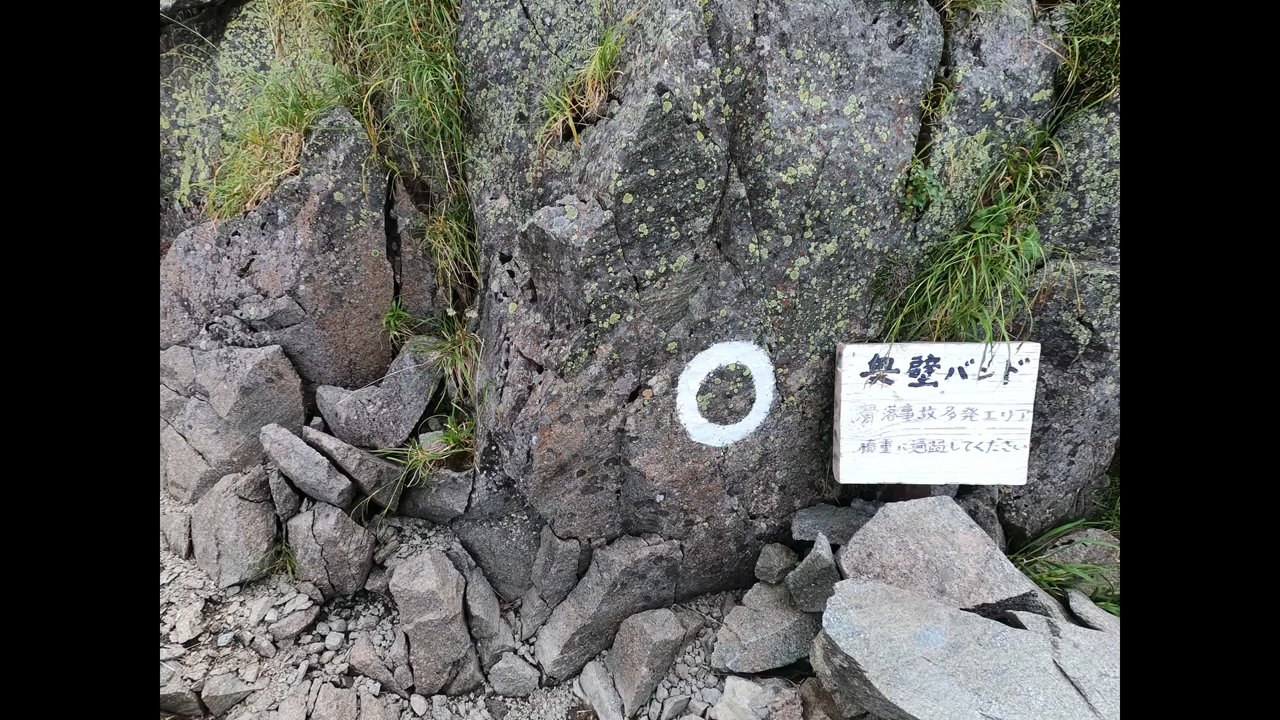 奥壁バンド
滑落事故多発エリア
慎重に通過してください